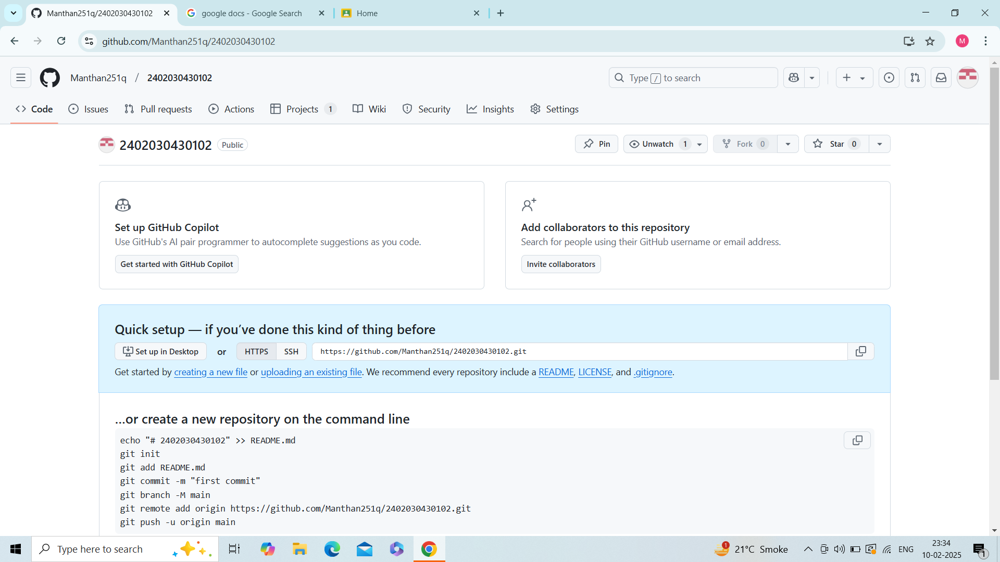 Manthan251q/2402030430102
google docs - Google Search
Home
github.com/Manthan251q/2402030430102
M
Manthan251q / 2402030430102
Type / to search
Code
Issues
Pull requests
Actions
Projects 1
Wiki
Security
Insights
Settings
2402030430102 Public
Pin
Unwatch 1
Fork 0
Star 0
Set up GitHub Copilot
Use GitHub's AI pair programmer to autocomplete suggestions as you code.
Get started with GitHub Copilot
Add collaborators to this repository
Search for people using their GitHub username or email address.
Invite collaborators
Quick setup — if you’ve done this kind of thing before
Set up in Desktop or HTTPS SSH https://github.com/Manthan251q/2402030430102.git
Get started by creating a new file or uploading an existing file. We recommend every repository include a README, LICENSE, and .gitignore.
…or create a new repository on the command line
echo "# 2402030430102" >> README.md
git init
git add README.md
git commit -m "first commit"
git branch -M main
git remote add origin https://github.com/Manthan251q/2402030430102.git
git push -u origin main
Type here to search
1
21°C Smoke
ENG
23:34
10-02-2025
1